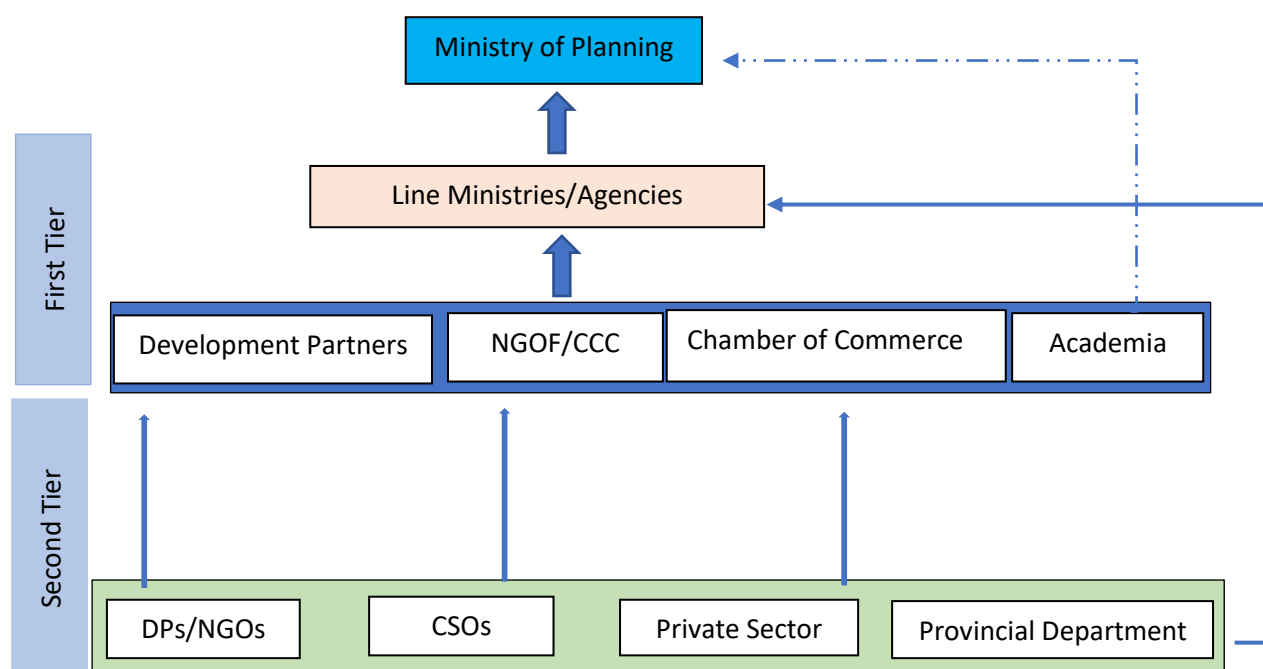 Ministry of Planning
First Tier
Line Ministries/Agencies
Development Partners
NGOF/CCC
Chamber of Commerce
Academia
Second Tier
DPs/NGOs
CSOs
Private Sector
Provincial Department